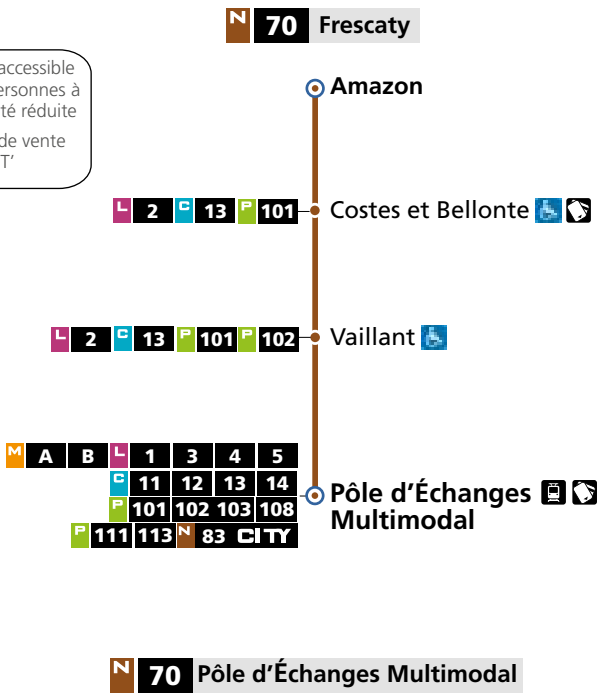 N 70 Frescaty
accessible
ersonnes à
té réduite
de vente
T’
Amazon
L 2 C 13 P 101 Costes et Bellonte
L 2 C 13 P 101 P 102 Vaillant
M A B L 1 3 4 5
C 11 12 13 14
P 101 102 103 108
P 111 113 N 83 CITY
Pôle d’Échanges
Multimodal
N 70 Pôle d’Échanges Multimodal